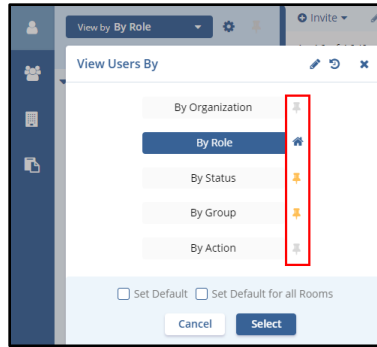 View by By Role
Invite
View Users By
By Organization
By Role
By Status
By Group
By Action
Set Default Set Default for all Rooms
Cancel Select